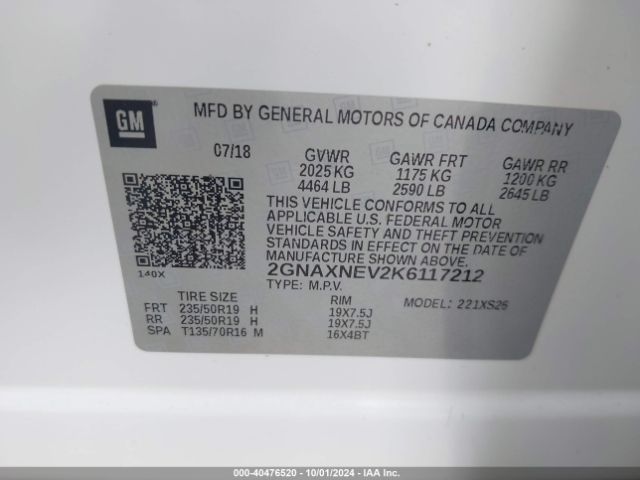 GM
MFD BY GENERAL MOTORS OF CANADA COMPANY
07/18 GVWR GAWR FRT GAWR RR
2025 KG 1175 KG 1200 KG
4464 LB 2590 LB 2645 LB
THIS VEHICLE CONFORMS TO ALL
APPLICABLE U.S. FEDERAL MOTOR
VEHICLE SAFETY AND THEFT PREVENTION
STANDARDS IN EFFECT ON THE DATE OF
MANUFACTURE SHOWN ABOVE.
140X 2GNAXNEV2K6117212
TYPE: M.P.V. MODEL: 221XS26
TIRE SIZE RIM
FRT 235/50R19 H 19X7.5J
RR 235/50R19 H 19X7.5J
SPA T135/70R16 M 16X4BT
000-40476520 • 10/01/2024 • IAAI.com